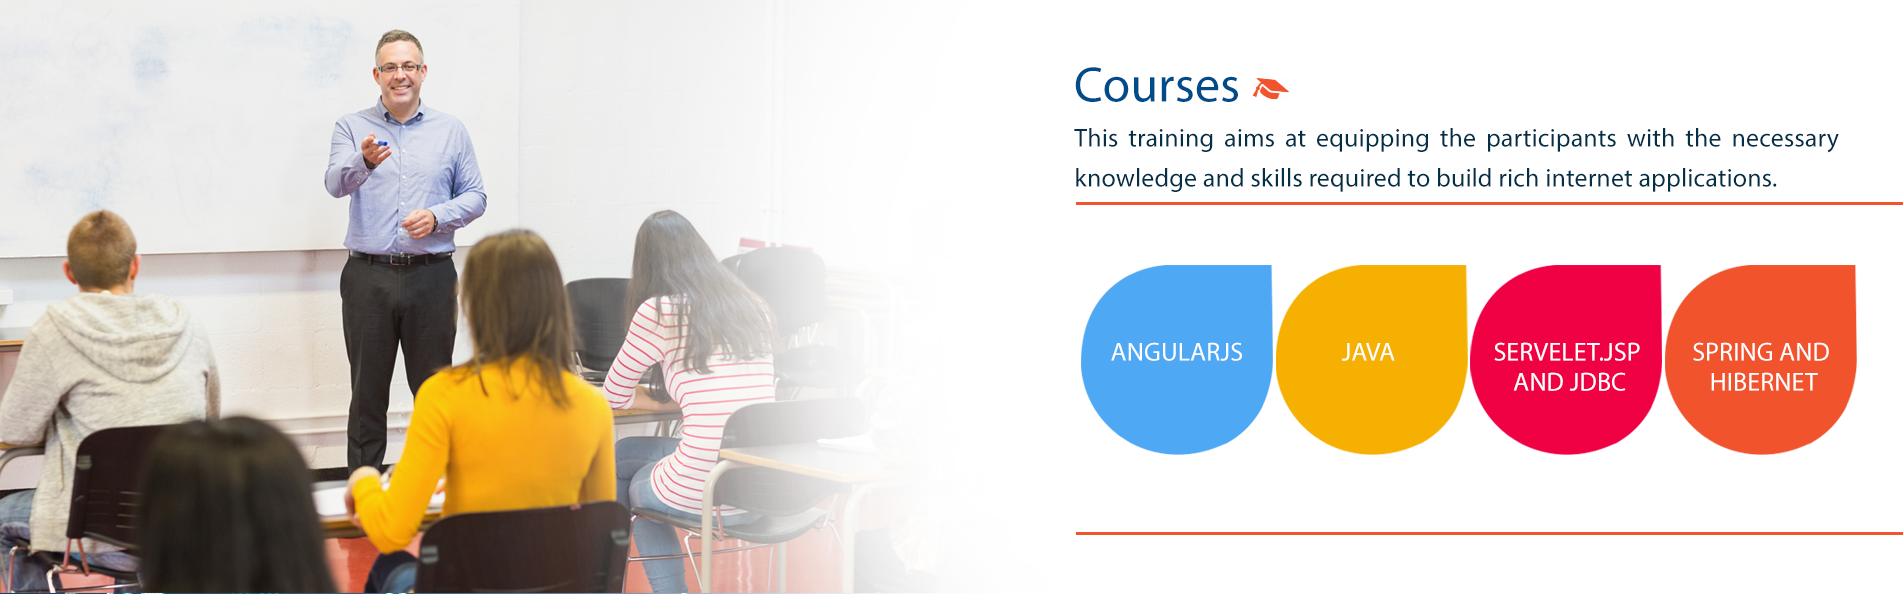 Courses
This training aims at equipping the participants with the necessary
knowledge and skills required to build rich internet applications.
ANGULARJS
JAVA
SERVELET.JSP
AND JDBC
SPRING AND
HIBERNET